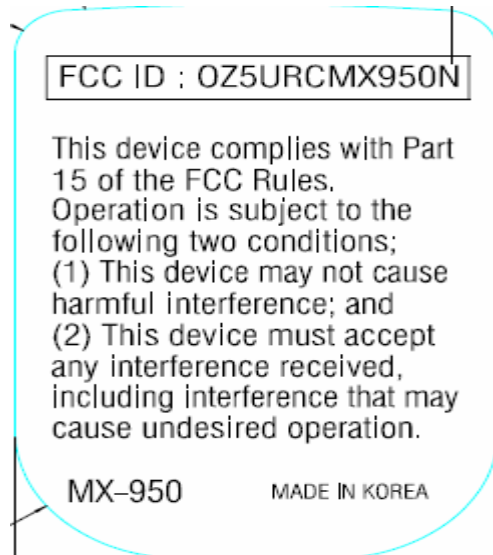 FCC ID : OZ5URCMX950N
This device complies with Part
15 of the FCC Rules.
Operation is subject to the
following two conditions;
(1) This device may not cause
harmful interference; and
(2) This device must accept
any interference received,
including interference that may
cause undesired operation.
MX-950 MADE IN KOREA